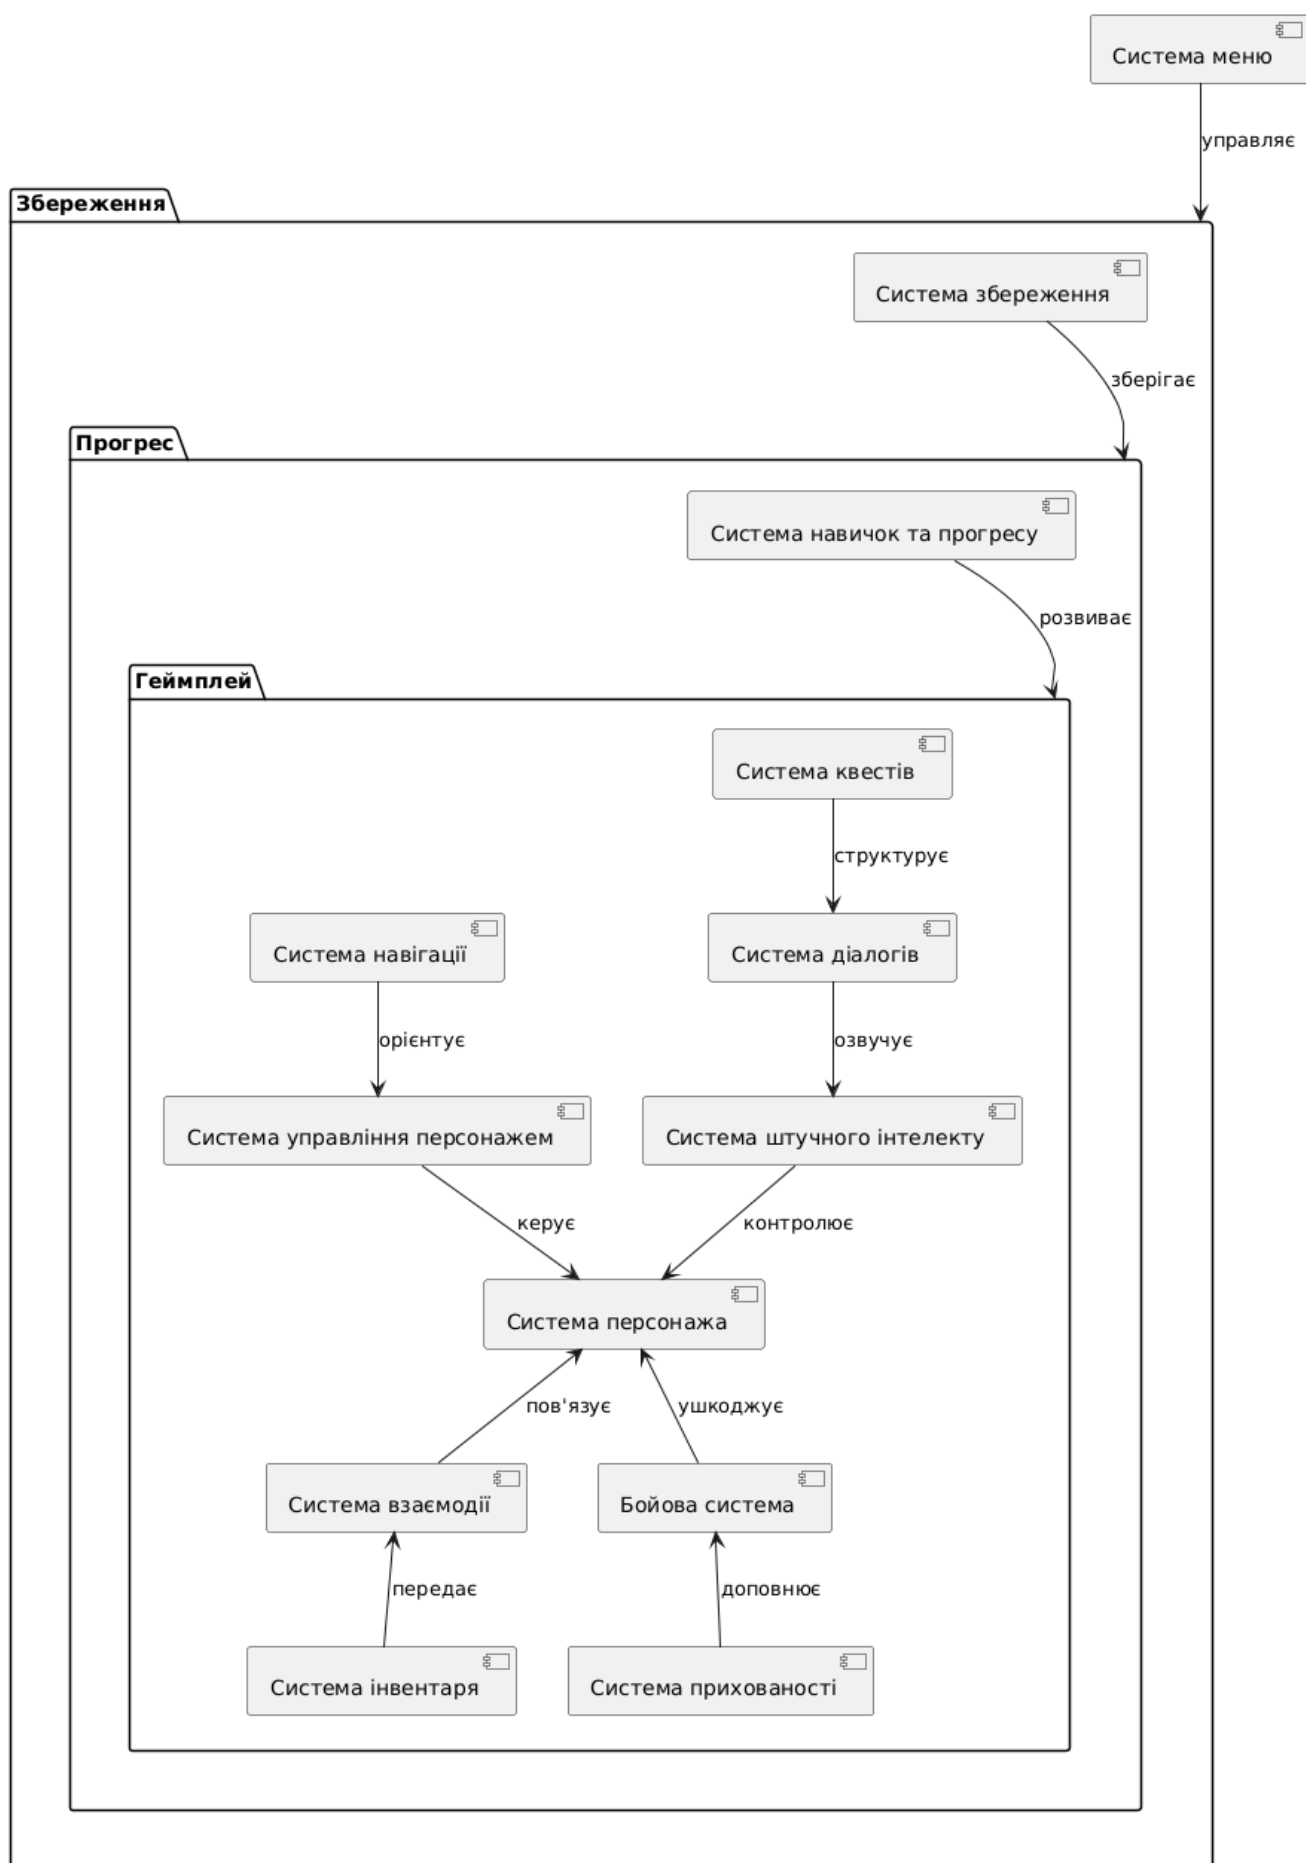 Система меню
управляє
Збереження
Система збереження
зберігає
Прогрес
Система навичок та прогресу
розвиває
Геймплей
Система квестів
структурує
Система навігації
Система діалогів
орієнтує
озвучує
Система управління персонажем
Система штучного інтелекту
керує
контролює
Система персонажа
пов'язує
ушкоджує
Система взаємодії
Бойова система
передає
доповнює
Система інвентаря
Система прихованості